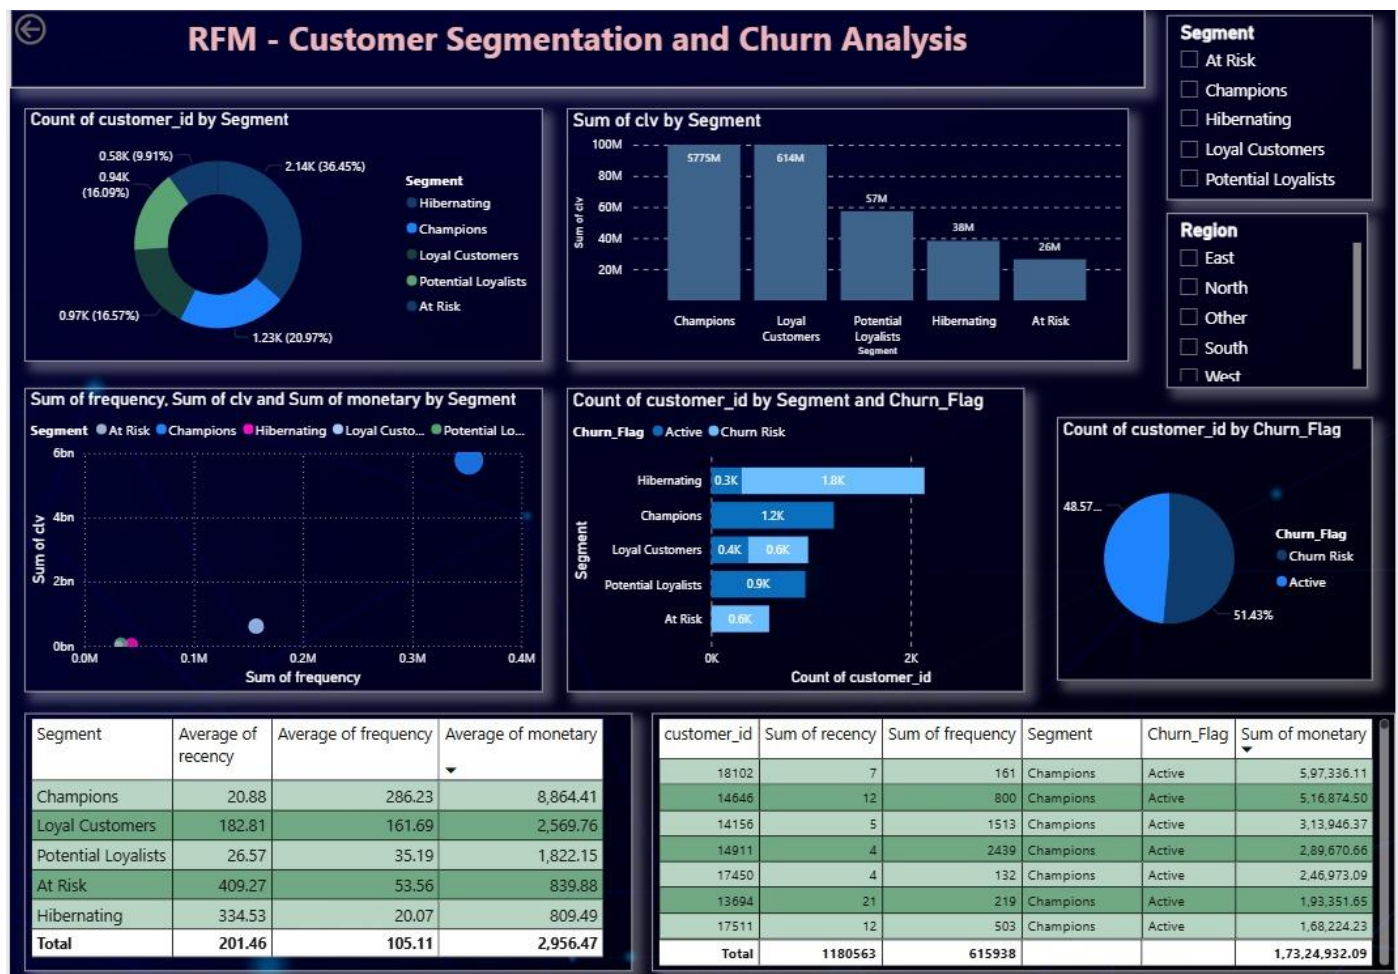 RFM - Customer Segmentation and Churn Analysis
Segment
At Risk
Champions
Hibernating
Loyal Customers
Potential Loyalists
Region
East
North
Other
South
West
Count of customer_id by Segment
0.58K (9.91%)
0.94K
(16.09%)
2.14K (36.45%)
0.97K (16.57%)
1.23K (20.97%)
Segment
Hibernating
Champions
Loyal Customers
Potential Loyalists
At Risk
Sum of clv by Segment
Sum of clv
100M
80M
60M
40M
20M
5775M
614M
57M
38M
26M
Champions
Loyal
Customers
Potential
Loyalists
Hibernating
At Risk
Segment
Sum of frequency, Sum of clv and Sum of monetary by Segment
Segment At Risk Champions Hibernating Loyal Custo... Potential Lo...
Sum of clv
6bn
4bn
2bn
0bn
0.0M 0.1M 0.2M 0.3M 0.4M
Sum of frequency
Count of customer_id by Segment and Churn_Flag
Churn_Flag Active Churn Risk
Segment
Hibernating 0.3K 1.8K
Champions 1.2K
Loyal Customers 0.4K 0.6K
Potential Loyalists 0.9K
At Risk 0.6K
0K 2K
Count of customer_id
Count of customer_id by Churn_Flag
48.57...
51.43%
Churn_Flag
Churn Risk
Active
Segment Average of recency Average of frequency Average of monetary
Champions 20.88 286.23 8,864.41
Loyal Customers 182.81 161.69 2,569.76
Potential Loyalists 26.57 35.19 1,822.15
At Risk 409.27 53.56 839.88
Hibernating 334.53 20.07 809.49
Total 201.46 105.11 2,956.47
customer_id Sum of recency Sum of frequency Segment Churn_Flag Sum of monetary
18102 7 161 Champions Active 5,97,336.11
14646 12 800 Champions Active 5,16,874.50
14156 5 1513 Champions Active 3,13,946.37
14911 4 2439 Champions Active 2,89,670.66
17450 4 132 Champions Active 2,46,973.09
13694 21 219 Champions Active 1,93,351.65
17511 12 503 Champions Active 1,68,224.23
Total 1180563 615938 1,73,24,932.09